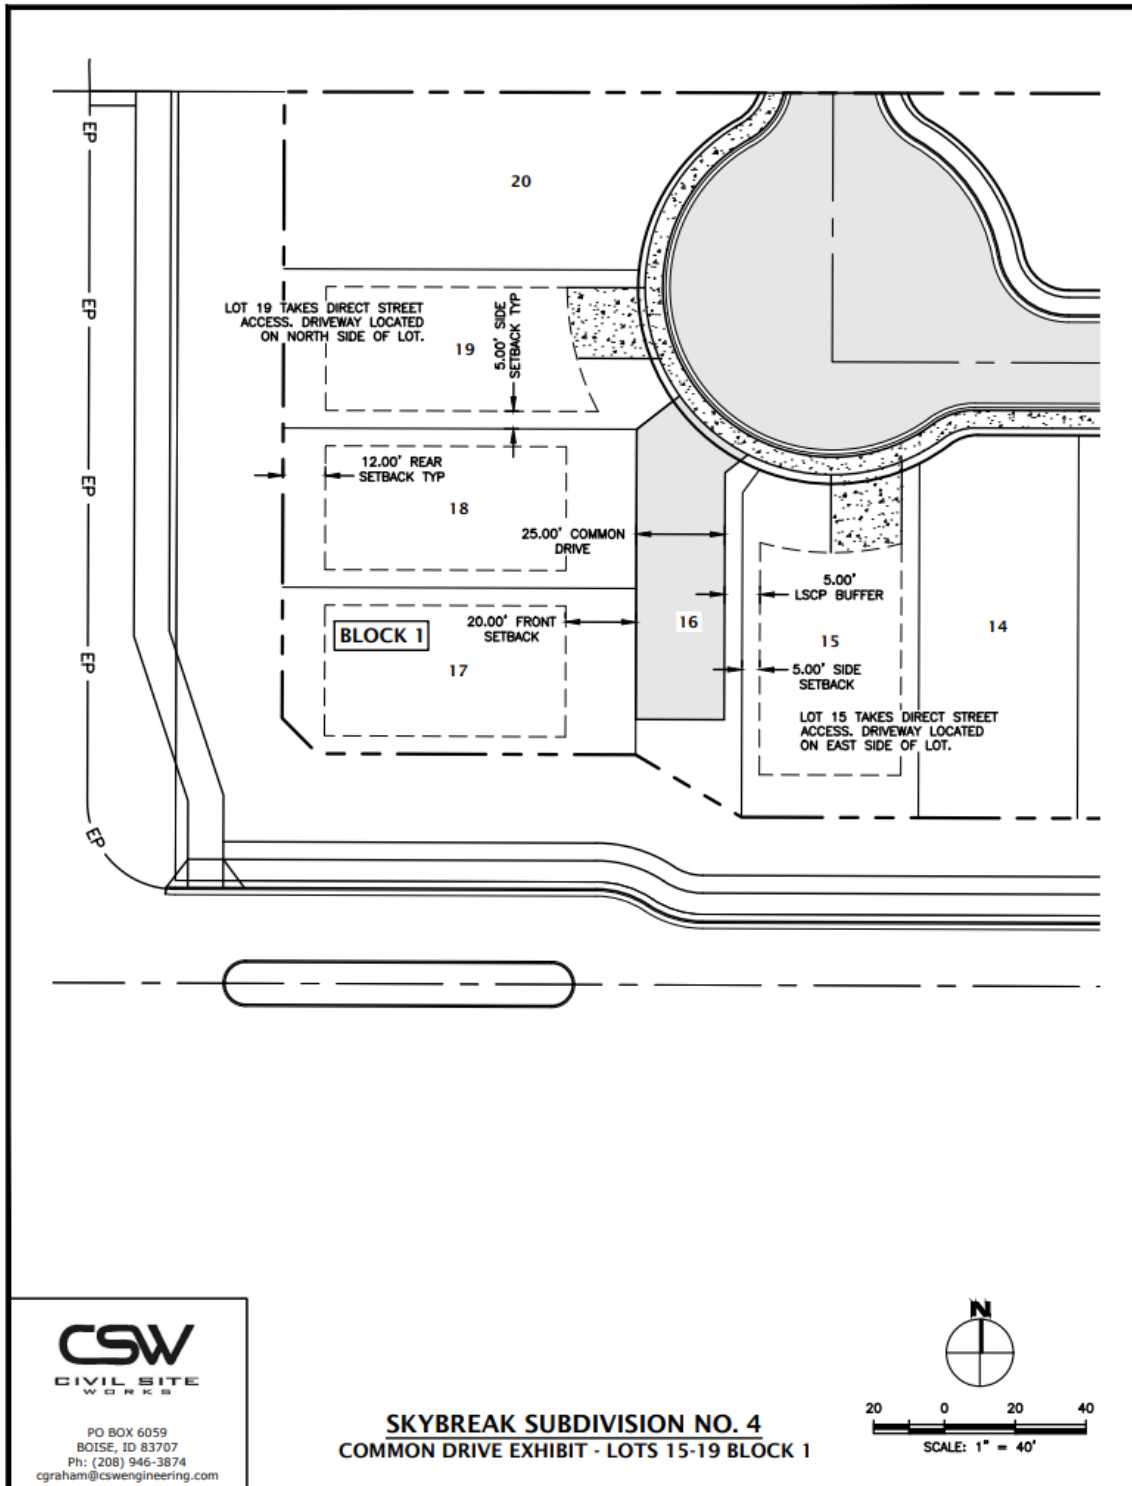 EP
20
LOT 19 TAKES DIRECT STREET
ACCESS. DRIVEWAY LOCATED
ON NORTH SIDE OF LOT.
EP
19
5.00' SIDE
SETBACK TYP
12.00' REAR
SETBACK TYP
EP
18
25.00' COMMON
DRIVE
5.00'
LSCP BUFFER
BLOCK 1
20.00' FRONT
SETBACK
16
15
14
EP
17
5.00' SIDE
SETBACK
LOT 15 TAKES DIRECT STREET
ACCESS. DRIVEWAY LOCATED
ON EAST SIDE OF LOT.
EP
CSW
CIVIL SITE
WORKS
PO BOX 6059
BOISE, ID 83707
Ph: (208) 946-3874
cgraham@cswengineering.com
SKYBREAK SUBDIVISION NO. 4
COMMON DRIVE EXHIBIT - LOTS 15-19 BLOCK 1
N
20 0 20 40
SCALE: 1" = 40'